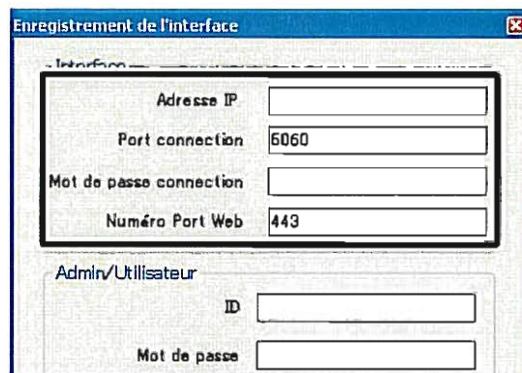 Enregistrement de l'interface
Interface
Adresse IP
Port connection 6060
Mot de passe connection
Numéro Port Web 443
Admin/Utilisateur
ID
Mot de passe